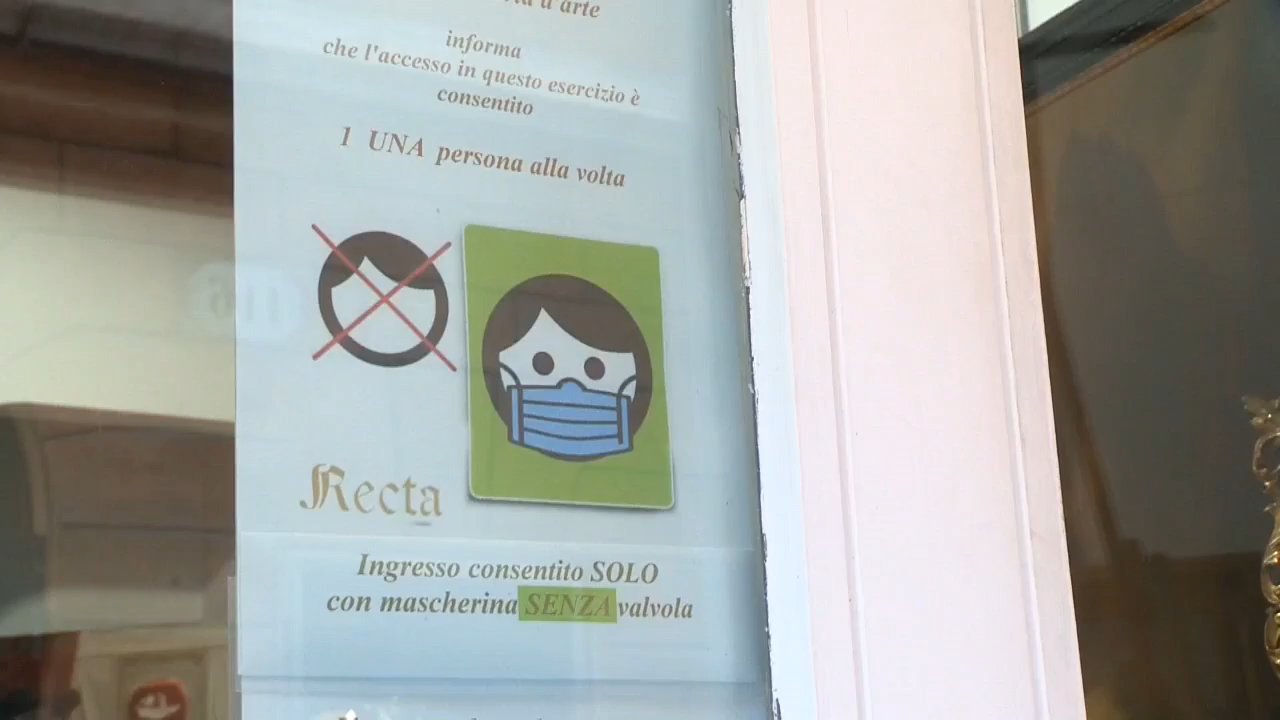 d'arte
informa
che l'accesso in questo esercizio è
consentito
1 UNA persona alla volta
Recta
Ingresso consentito SOLO
con mascherina SENZA valvola